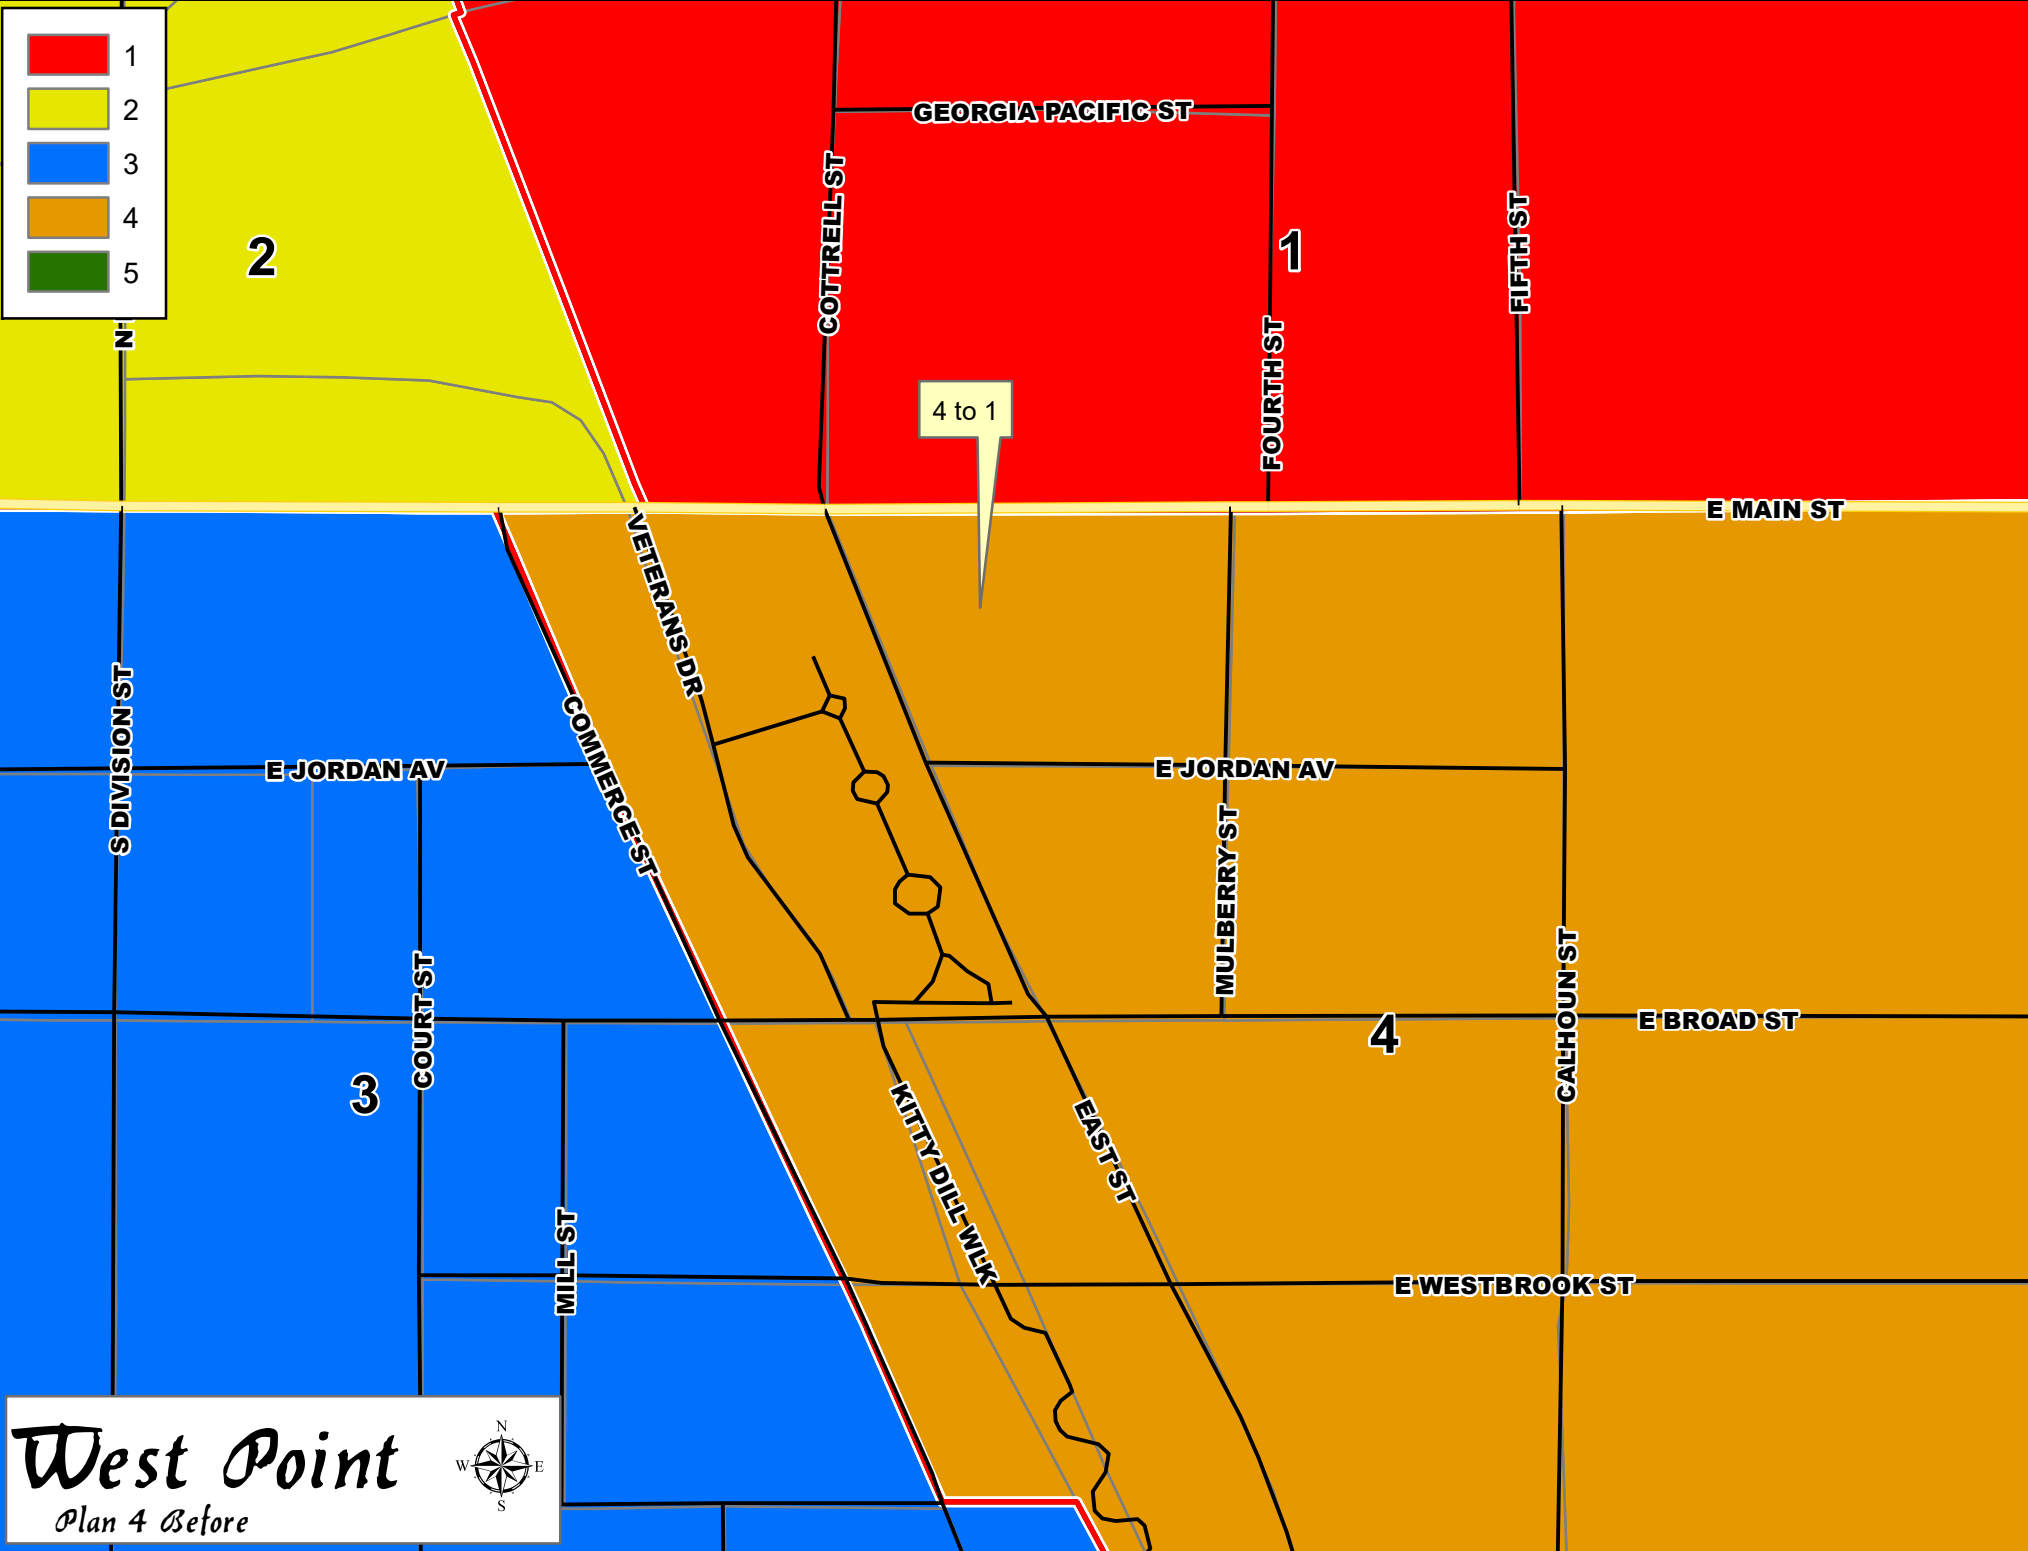 1
2
3
4
5
N
2
1
GEORGIA PACIFIC ST
COTTRELL ST
FOURTH ST
FIFTH ST
4 to 1
E MAIN ST
VETERANS DR
S DIVISION ST
COMMERCE ST
E JORDAN AV
E JORDAN AV
MULBERRY ST
COURT ST
CALHOUN ST
E BROAD ST
4
3
KITTY DILL WLK
EAST ST
MILL ST
E WESTBROOK ST
West Point
Plan 4 Before
N
W
E
S